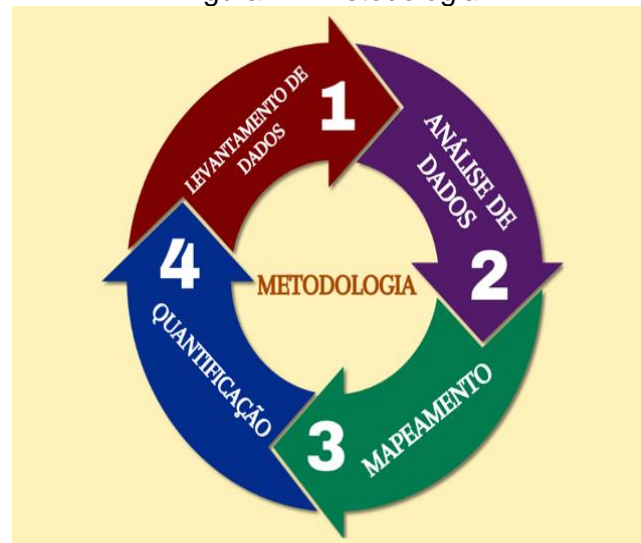 1
LEVANTAMENTO DE
DADOS
ANÁLISE DE
DADOS
2
METODOLOGIA
3
MAPEAMENTO
4
QUANTIFICAÇÃO